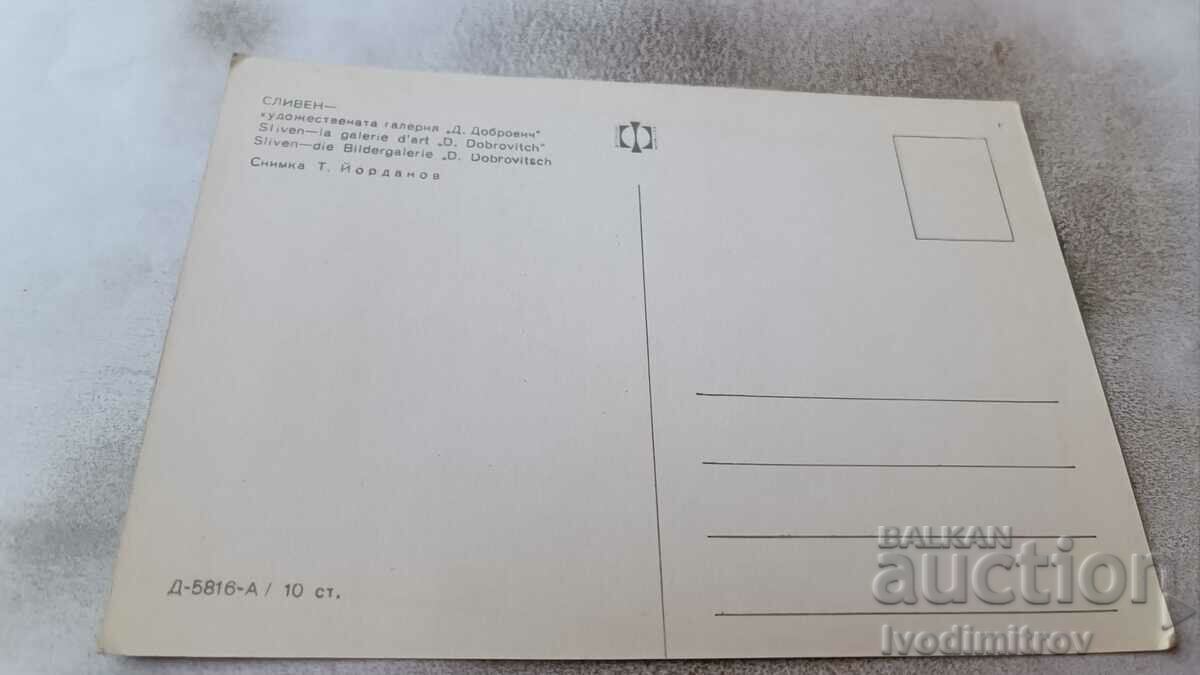 СЛИВЕН—
художествената галерия „Д. Добрович"
Sliven—la galerie d'art „D. Dobrovitch"
Sliven—die Bildergalerie „D. Dobrovitsch
Снимка Т. Йорданов
Д-5816-А / 10 ст.
BALKAN
auction
Ivodimitrov